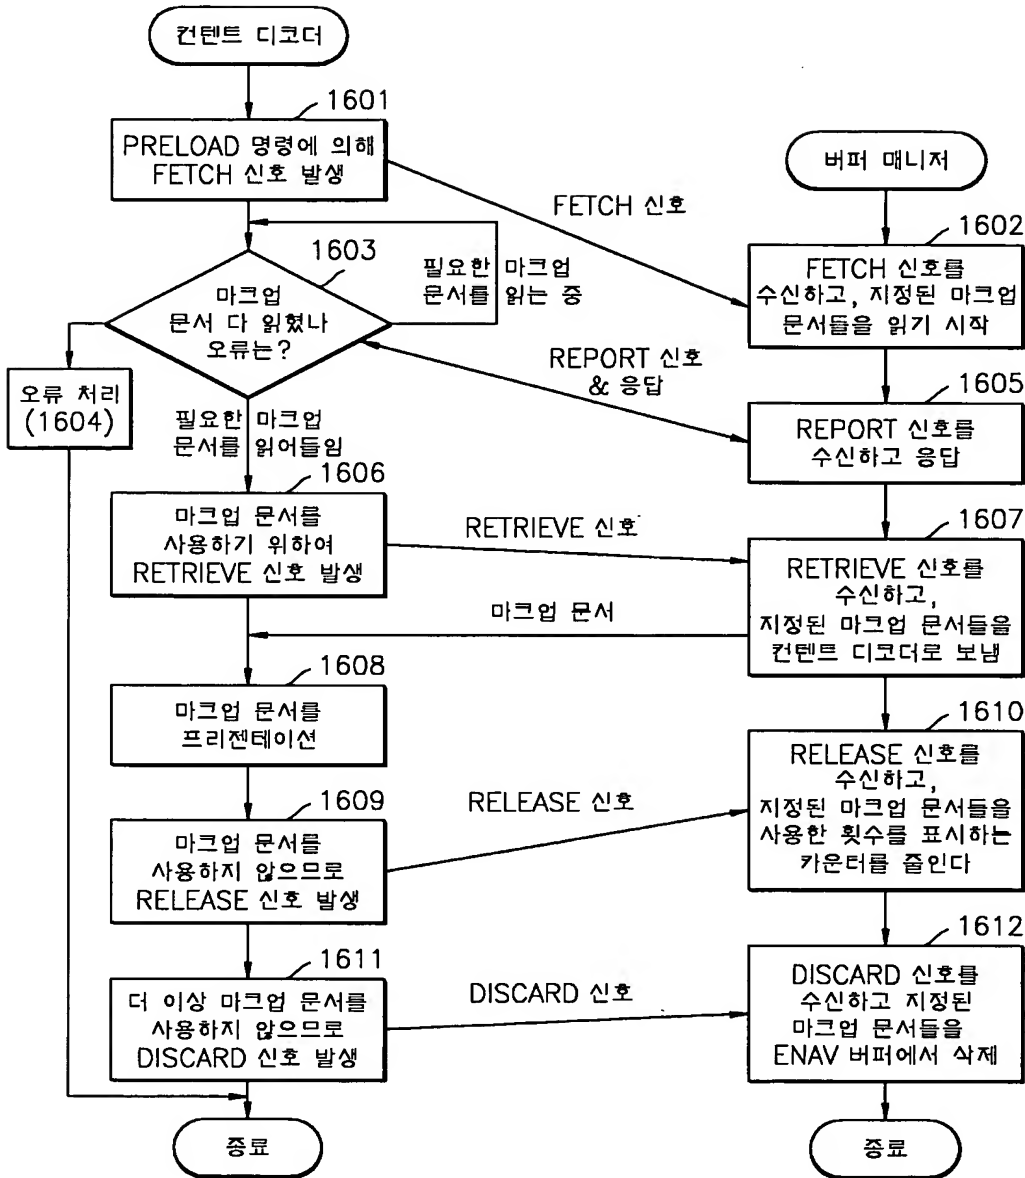 컨텐트 디코더
1601
PRELOAD 명령에 의해
FETCH 신호 발생
버퍼 매니저
FETCH 신호
1602
FETCH 신호를
수신하고, 지정된 마크업
문서들을 읽기 시작
1603
마크업
문서 다 읽혔나
오류는?
필요한 마크업
문서를 읽는 중
REPORT 신호
& 응답
오류 처리
(1604)
1605
REPORT 신호를
수신하고 응답
필요한 마크업
문서를 읽어들임
1606
마크업 문서를
사용하기 위하여
RETRIEVE 신호 발생
RETRIEVE 신호
1607
RETRIEVE 신호를
수신하고,
지정된 마크업 문서들을
컨텐트 디코더로 보냄
마크업 문서
1608
마크업 문서를
프리젠테이션
1609
마크업 문서를
사용하지 않으므로
RELEASE 신호 발생
RELEASE 신호
1610
RELEASE 신호를
수신하고,
지정된 마크업 문서들을
사용한 횟수를 표시하는
카운터를 줄인다
1611
더 이상 마크업 문서를
사용하지 않으므로
DISCARD 신호 발생
DISCARD 신호
1612
DISCARD 신호를
수신하고 지정된
마크업 문서들을
ENAV 버퍼에서 삭제
종료
종료